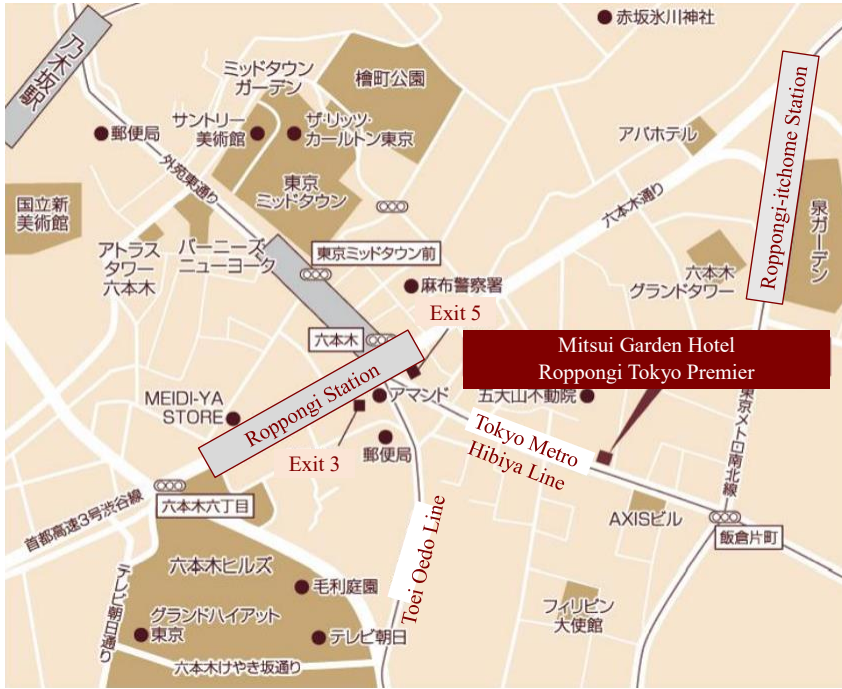 赤坂氷川神社
乃木坂駅
ミッドタウン
ガーデン
檜町公園
郵便局
サントリー
美術館
ザ・リッツ・
カールトン東京
アパホテル
Roppongi-itchome Station
外苑東通り
東京
ミッドタウン
六本木通り
国立新
美術館
泉ガーデン
アトラス
タワー
六本木
バーニーズ
ニューヨーク
東京ミッドタウン前
六本木
グランドタワー
麻布警察署
Exit 5
六本木
Mitsui Garden Hotel
Roppongi Tokyo Premier
Roppongi Station
MEIDI-YA
STORE
アマンド
五大山不動院
東京メトロ南北線
Tokyo Metro
Hibiya Line
Exit 3
郵便局
六本木六丁目
首都高速3号渋谷線
AXISビル
飯倉片町
Toei Oedo Line
六本木ヒルズ
毛利庭園
テレビ朝日通り
グランドハイアット
東京
テレビ朝日
フィリピン
大使館
六本木けやき坂通り